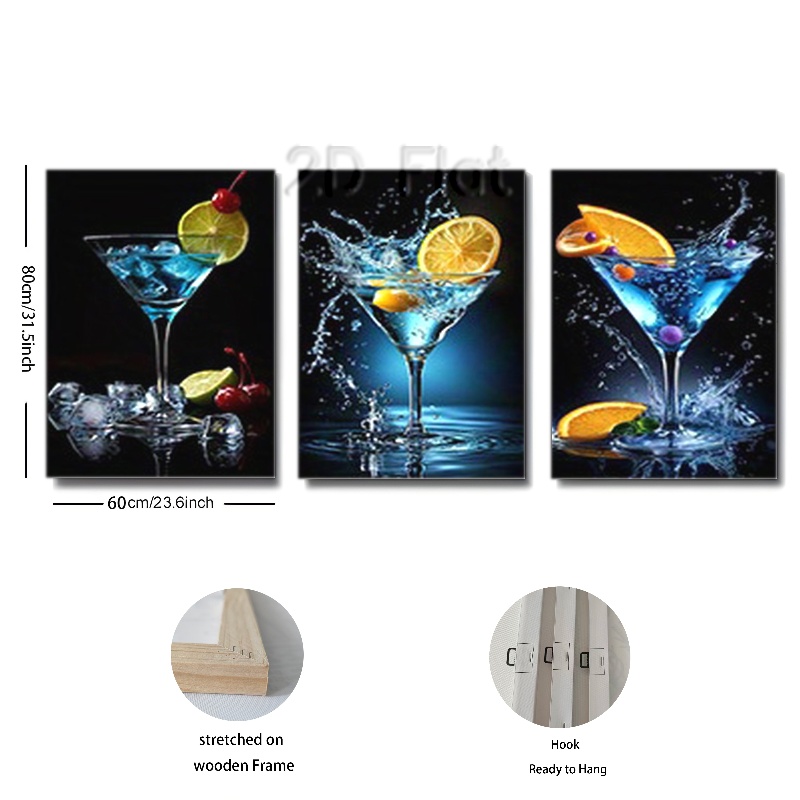 2D Flat
80cm/31.5inch
60cm/23.6inch
stretched on
wooden Frame
Hook
Ready to Hang